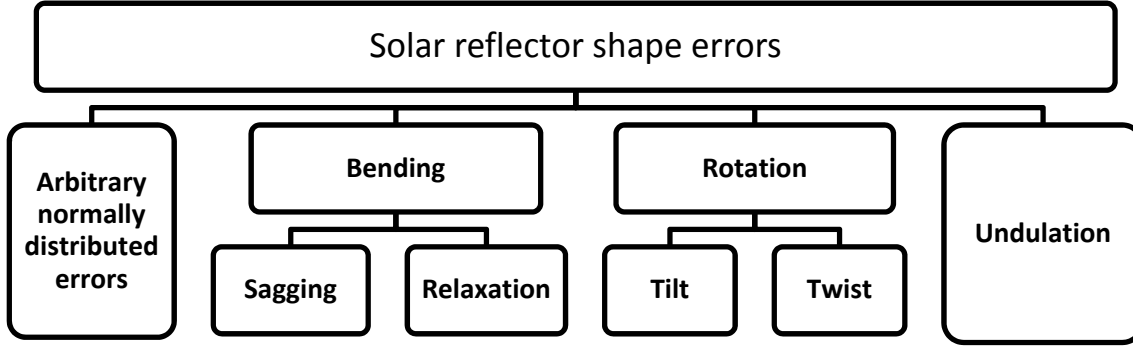 Solar reflector shape errors
Arbitrary
normally
distributed
errors
Bending
Rotation
Undulation
Sagging
Relaxation
Tilt
Twist